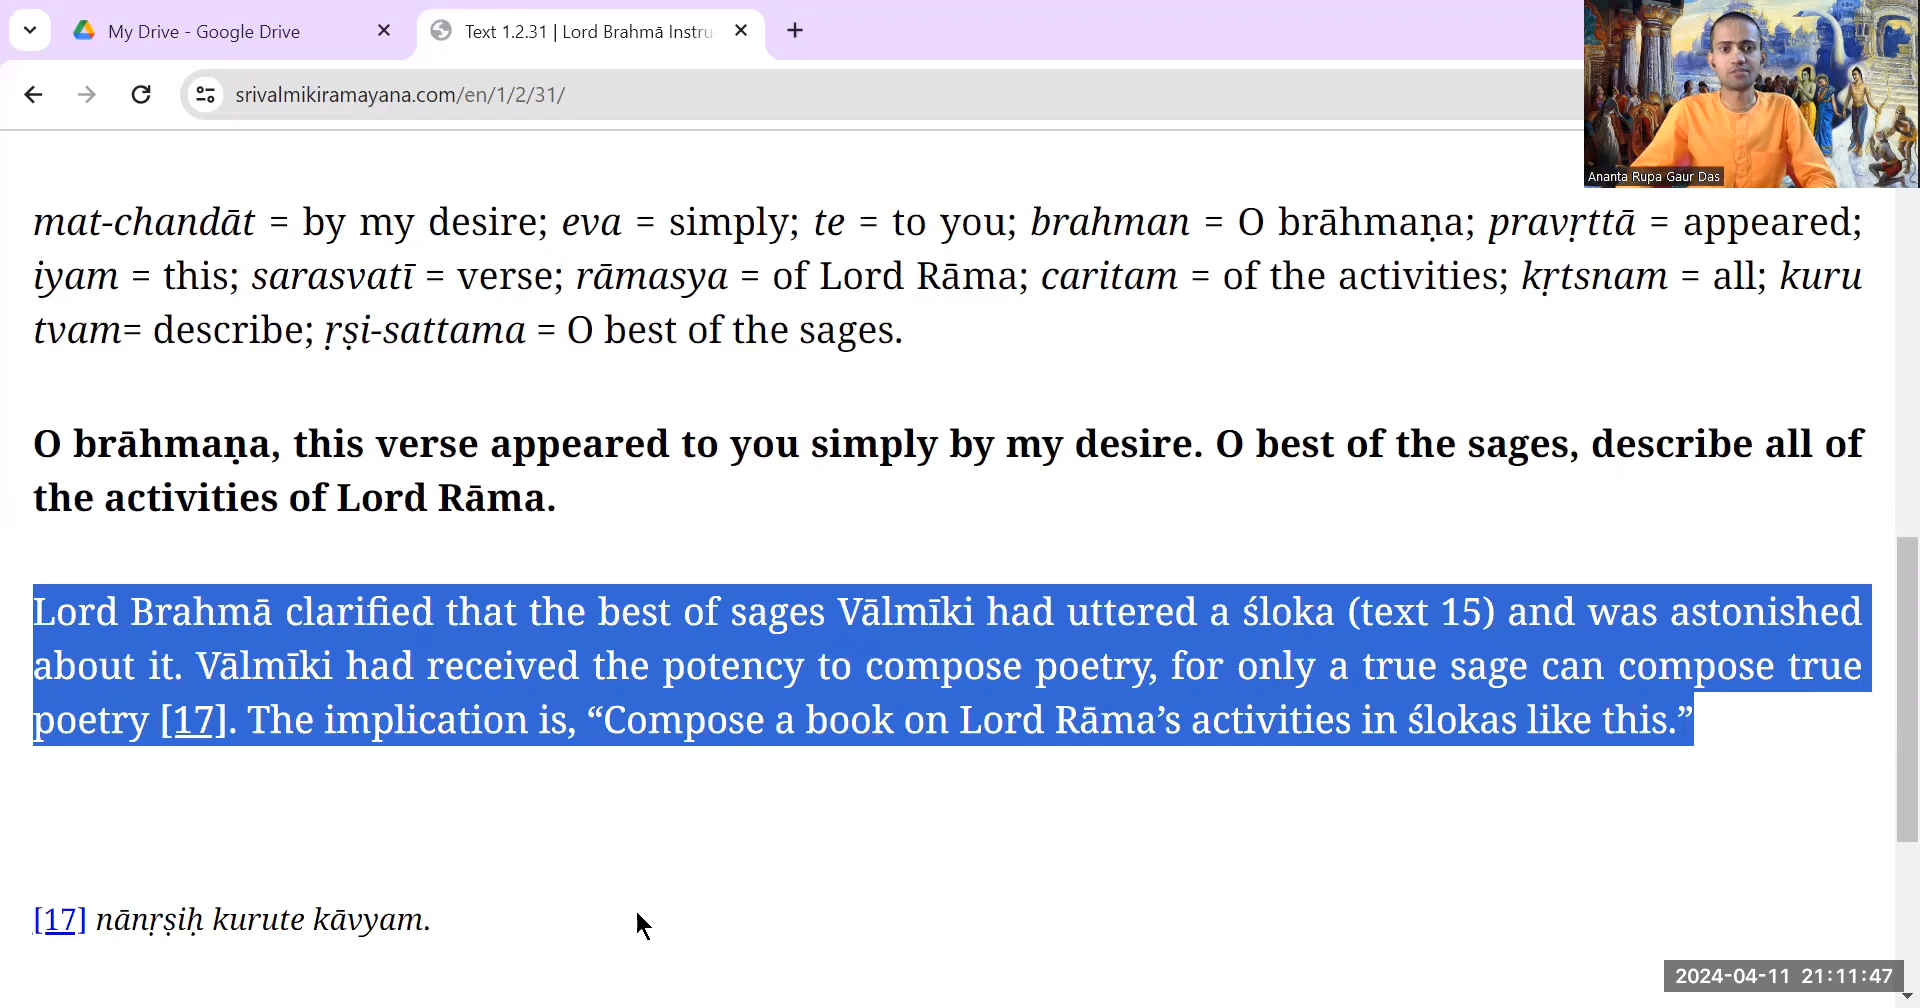 My Drive - Google Drive
Text 1.2.31 | Lord Brahmā Instru
srivalmikiramayana.com/en/1/2/31/
Ananta Rupa Gaur Das
mat-chandāt = by my desire; eva = simply; te = to you; brahman = O brāhmaṇa; pravṛttā = appeared;
iyam = this; sarasvatī = verse; rāmasya = of Lord Rāma; caritam = of the activities; kṛtsnam = all; kuru
tvam= describe; ṛṣi-sattama = O best of the sages.
O brāhmaṇa, this verse appeared to you simply by my desire. O best of the sages, describe all of
the activities of Lord Rāma.
Lord Brahmā clarified that the best of sages Vālmīki had uttered a śloka (text 15) and was astonished
about it. Vālmīki had received the potency to compose poetry, for only a true sage can compose true
poetry [17]. The implication is, “Compose a book on Lord Rāma’s activities in ślokas like this.”
[17] nānṛṣiḥ kurute kāvyam.
2024-04-11 21:11:47